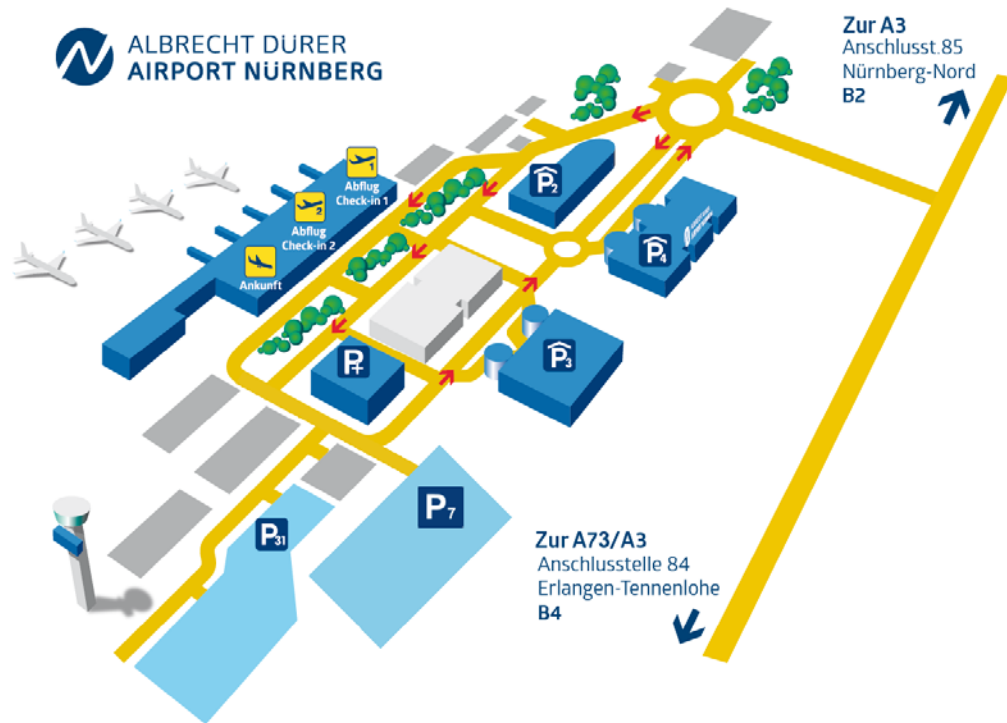 ALBRECHT DÜRER
AIRPORT NÜRNBERG
Zur A3
Anschlusst.85
Nürnberg-Nord
B2
1
Abflug
Check-in 1
2
Abflug
Check-in 2
Ankunft
P2
P4
P3
P+
P7
P31
Zur A73/A3
Anschlusstelle 84
Erlangen-Tennenlohe
B4